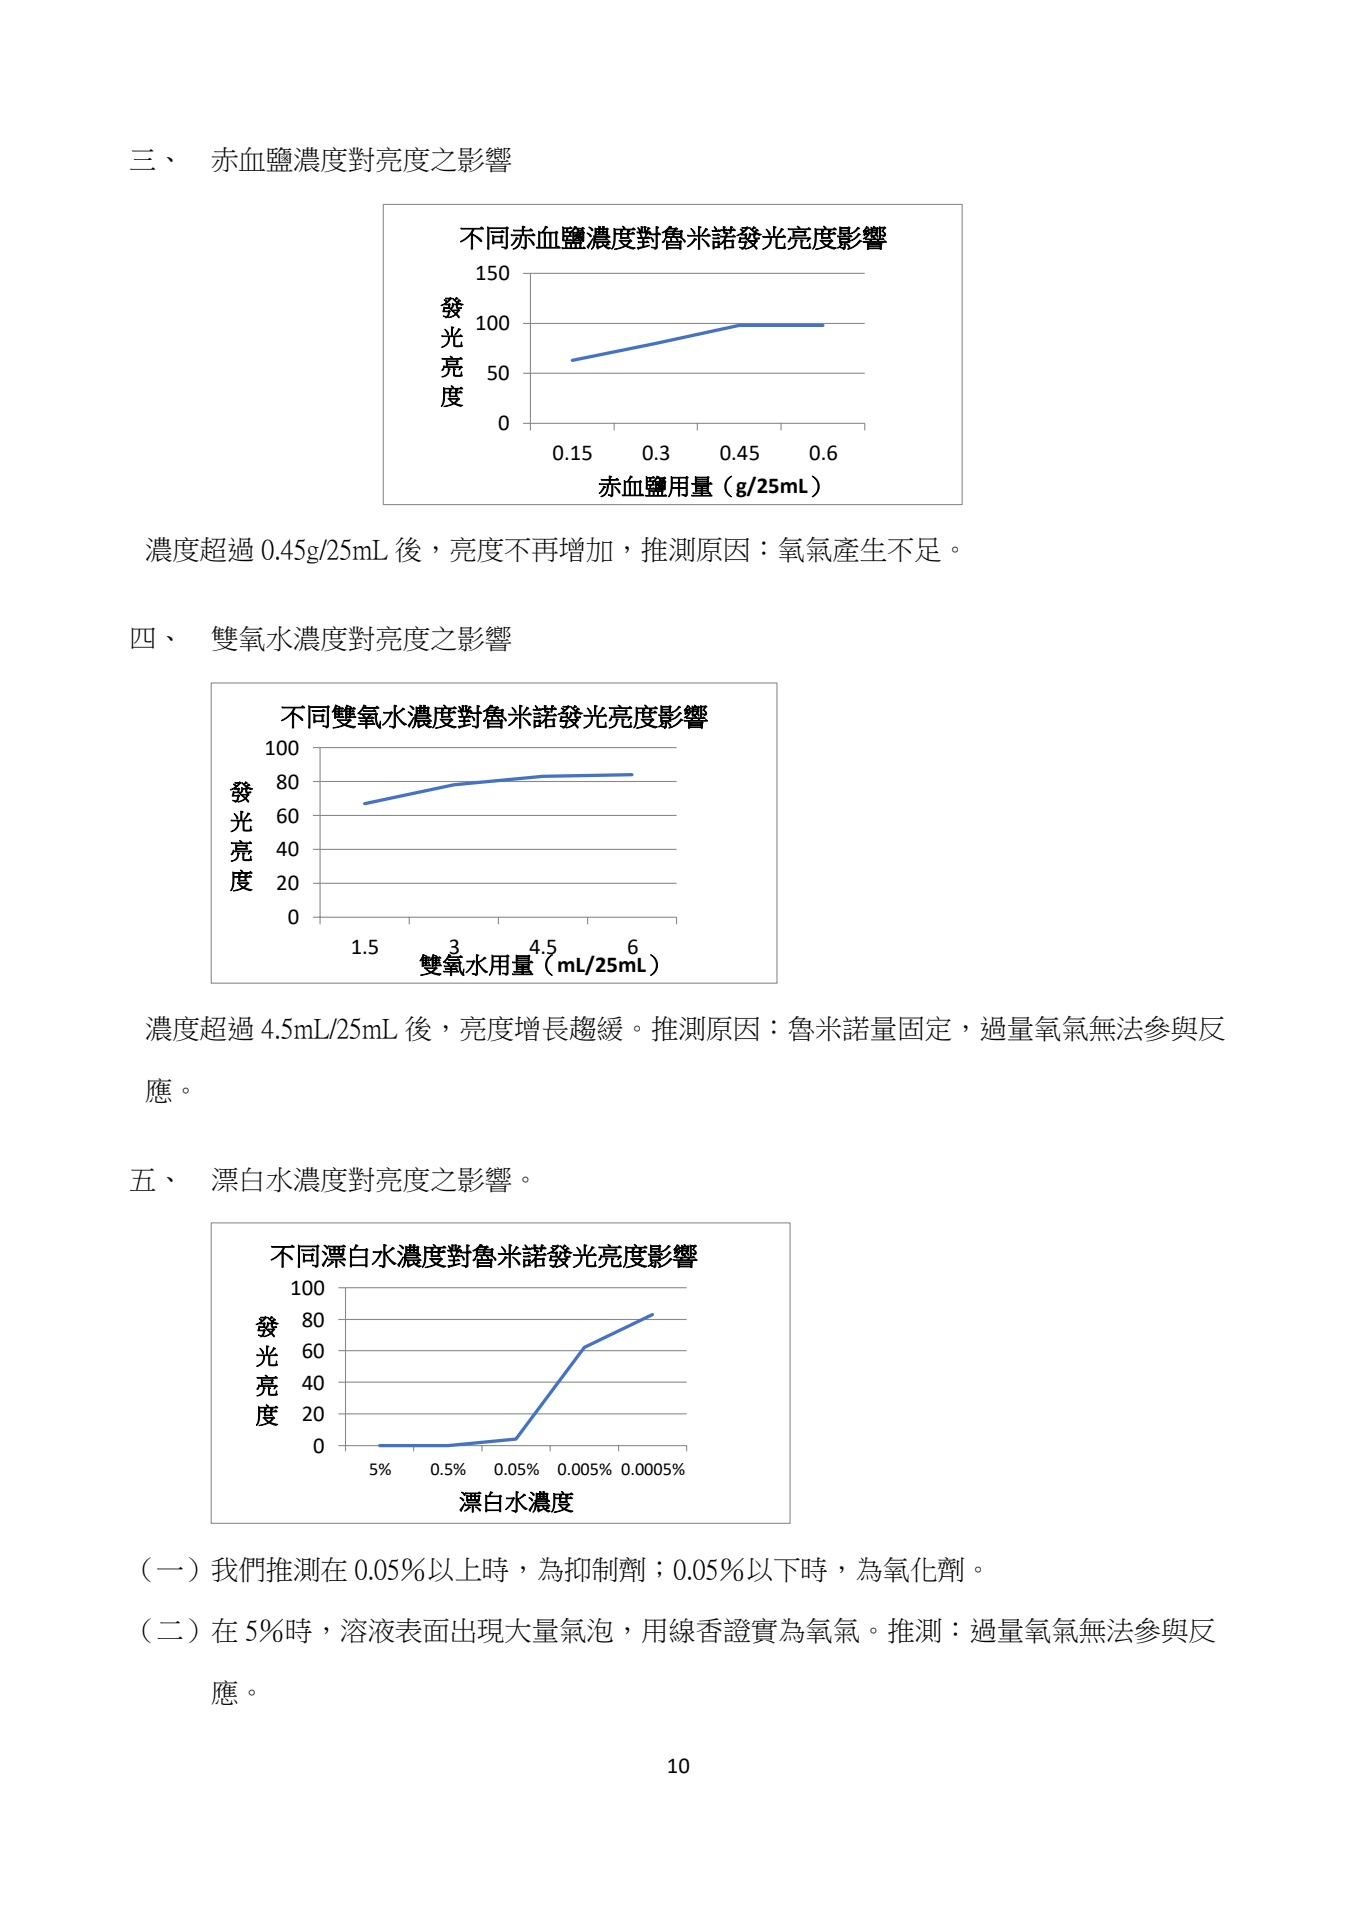 三、 赤血鹽濃度對亮度之影響
不同赤血鹽濃度對魯米諾發光亮度影響
發光亮度
150
100
50
0
0.15 0.3 0.45 0.6
赤血鹽用量（g/25mL）
濃度超過 0.45g/25mL 後，亮度不再增加，推測原因：氧氣產生不足。
四、 雙氧水濃度對亮度之影響
不同雙氧水濃度對魯米諾發光亮度影響
發光亮度
100
80
60
40
20
0
1.5 3 4.5 6
雙氧水用量（mL/25mL）
濃度超過 4.5mL/25mL 後，亮度增長趨緩。推測原因：魯米諾量固定，過量氧氣無法參與反
應。
五、 漂白水濃度對亮度之影響。
不同漂白水濃度對魯米諾發光亮度影響
發光亮度
100
80
60
40
20
0
5% 0.5% 0.05% 0.005% 0.0005%
漂白水濃度
（一）我們推測在 0.05%以上時，為抑制劑；0.05%以下時，為氧化劑。
（二）在 5%時，溶液表面出現大量氣泡，用線香證實為氧氣。推測：過量氧氣無法參與反
應。
10